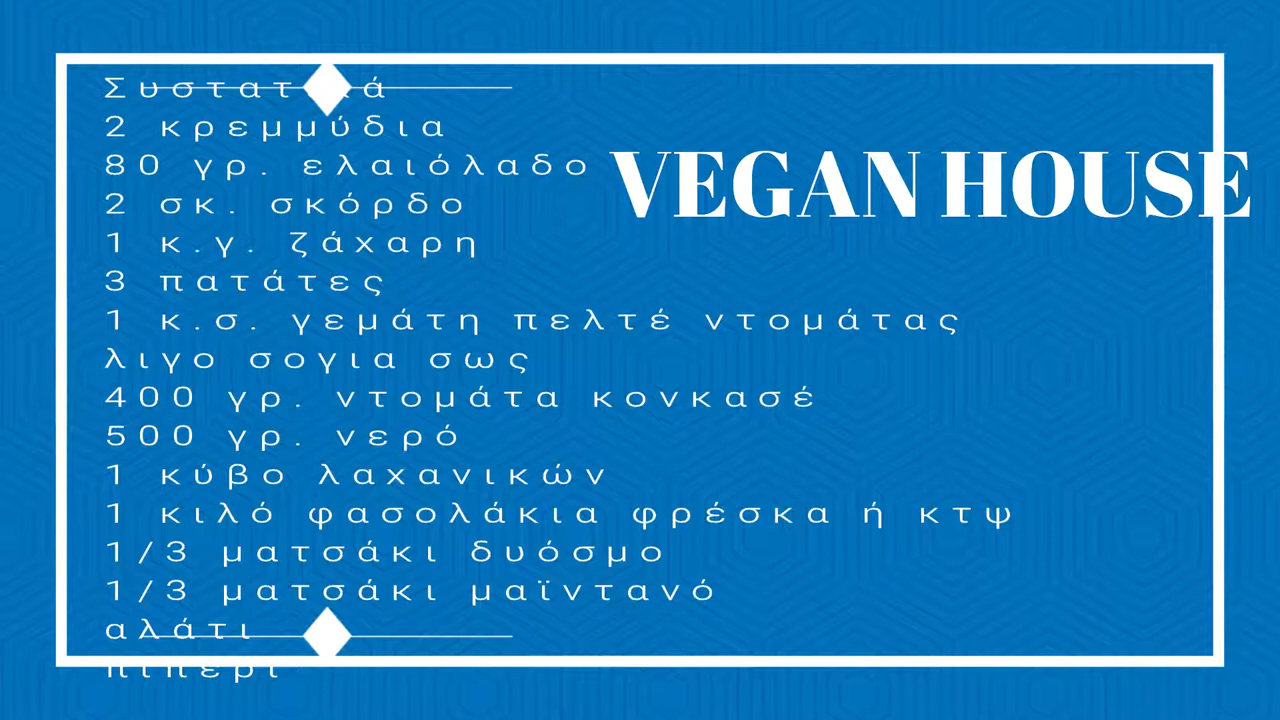 Συστατικά
2 κρεμμύδια
80 γρ. ελαιόλαδο
2 σκ. σκόρδο
1 κ.γ. ζάχαρη
3 πατάτες
1 κ.σ. γεμάτη πελτέ ντομάτας
λιγο σογια σως
400 γρ. ντομάτα κονκασέ
500 γρ. νερό
1 κύβο λαχανικών
1 κιλό φασολάκια φρέσκα ή κτψ
1/3 ματσάκι δυόσμο
1/3 ματσάκι μαϊντανό
αλάτι
πιπέρι
VEGAN HOUSE